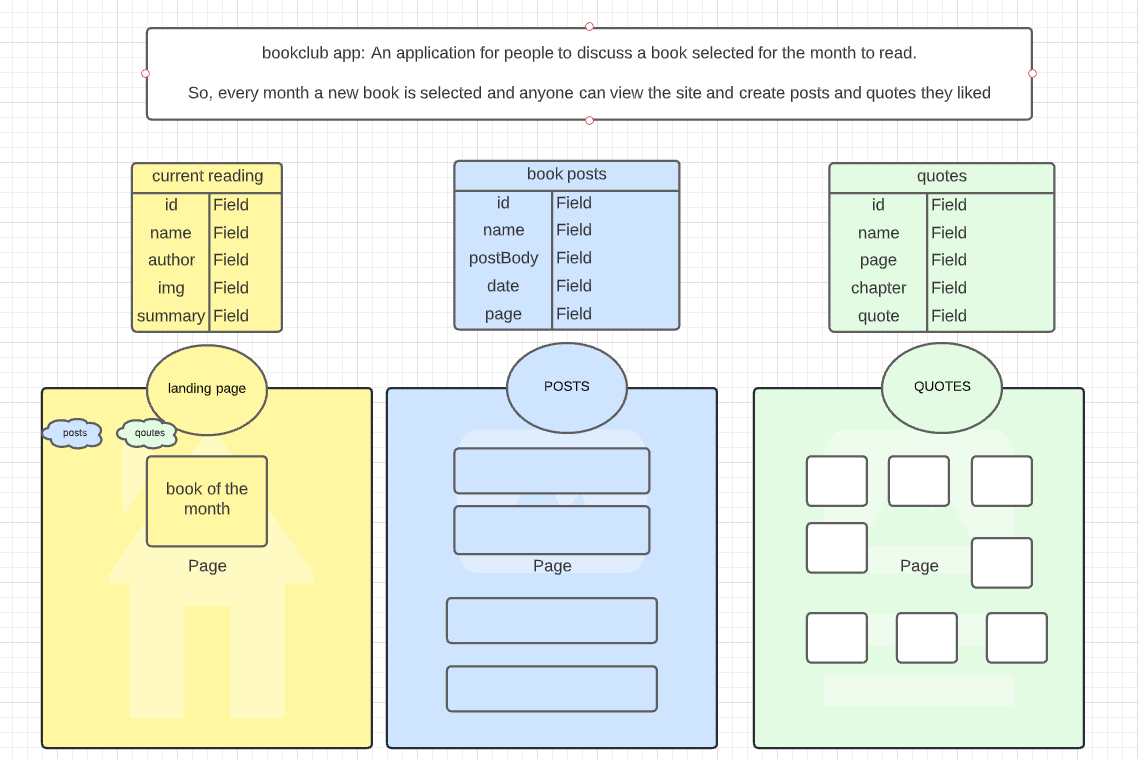 bookclub app: An application for people to discuss a book selected for the month to read.
So, every month a new book is selected and anyone can view the site and create posts and quotes they liked
current reading
id Field
name Field
author Field
img Field
summary Field
book posts
id Field
name Field
postBody Field
date Field
page Field
quotes
id Field
name Field
page Field
chapter Field
quote Field
landing page
posts
qoutes
book of the
month
Page
POSTS
Page
QUOTES
Page